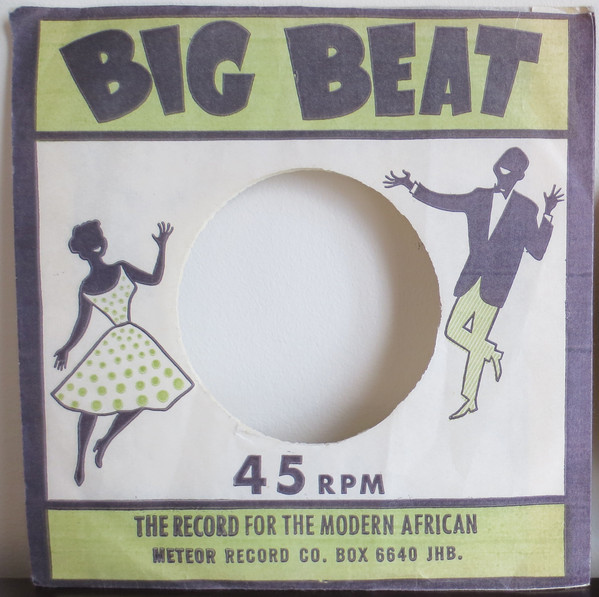 BIG BEAT
45 RPM
THE RECORD FOR THE MODERN AFRICAN
METEOR RECORD CO. BOX 6640 JHB.